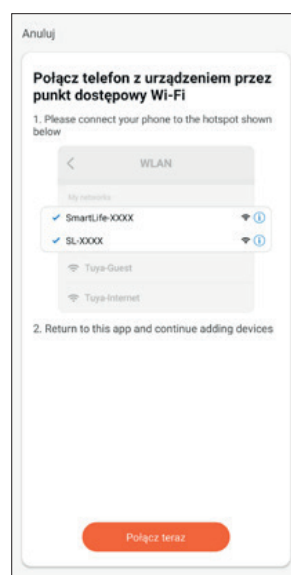 Anuluj
Połącz telefon z urządzeniem przez
punkt dostępowy Wi-Fi
1. Please connect your phone to the hotspot shown
below
WLAN
My networks
SmartLife-XXXX
SL-XXXX
Tuya-Guest
Tuya-Internet
2. Return to this app and continue adding devices
Połącz teraz